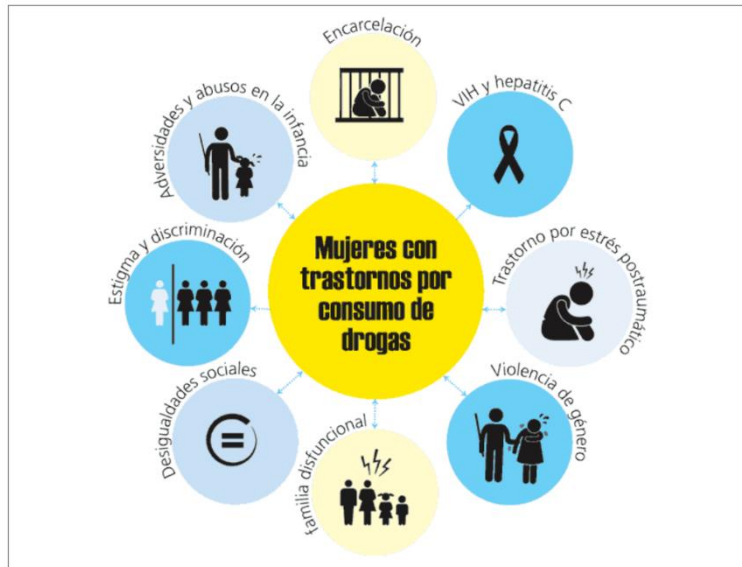 Encarcelación
VIH y hepatitis C
Trastorno por estrés postraumático
Violencia de género
familia disfuncional
Desigualdades sociales
Estigma y discriminación
Adversidades y abusos en la infancia
Mujeres con
trastornos por
consumo de
drogas